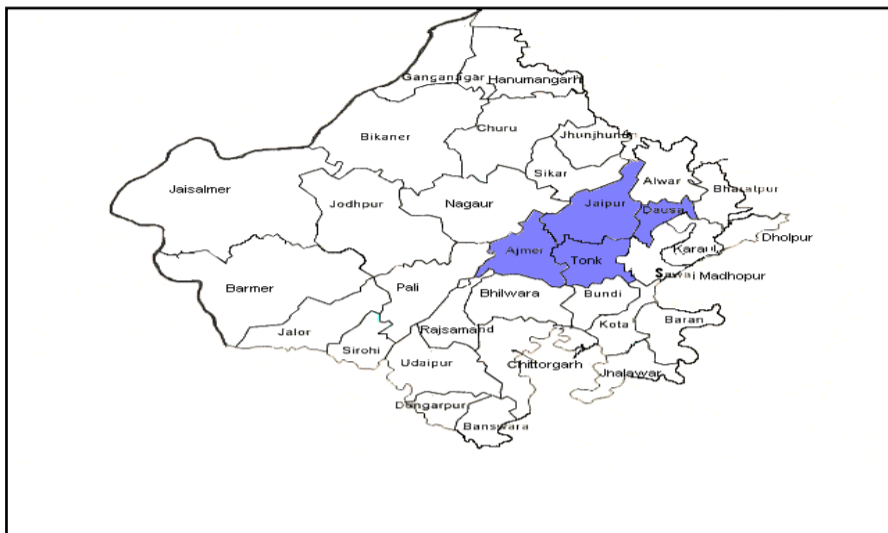 Ganganagar
Hanumangarh
Bikaner
Churu
Jhunjhunu
Sikar
Alwar
Bharatpur
Jaisalmer
Jodhpur
Nagaur
Jaipur
Dausa
Dholpur
Karauli
Ajmer
Tonk
Sawai Madhopur
Barmer
Pali
Bhilwara
Bundi
Jalor
Sirohi
Rajsamand
Kota
Baran
Udaipur
Chittorgarh
Jhalawar
Dungarpur
Banswara